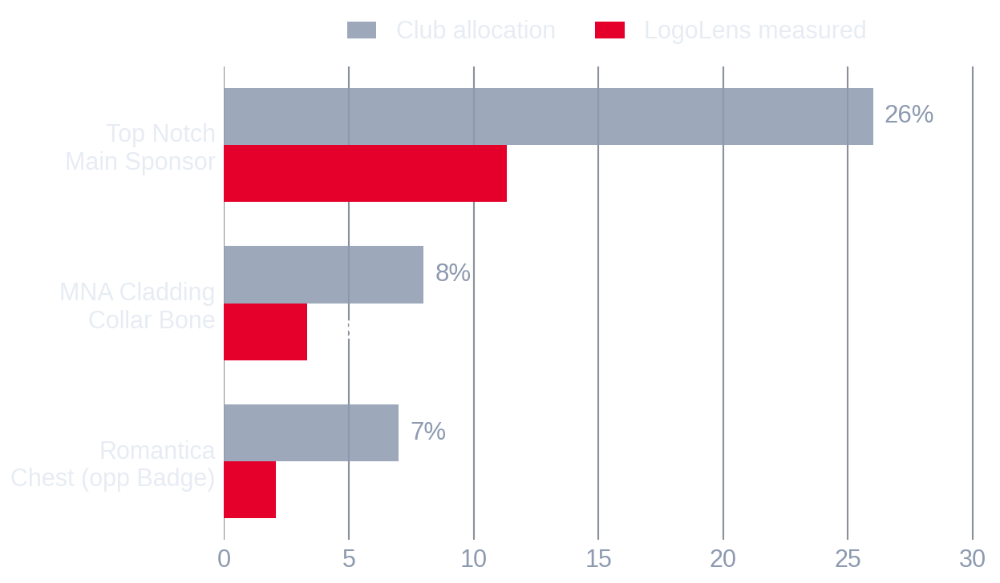 Club allocation LogoLens measured
26%
Top Notch
Main Sponsor
8%
MNA Cladding
Collar Bone
7%
Romantica
Chest (opp Badge)
0 5 10 15 20 25 30